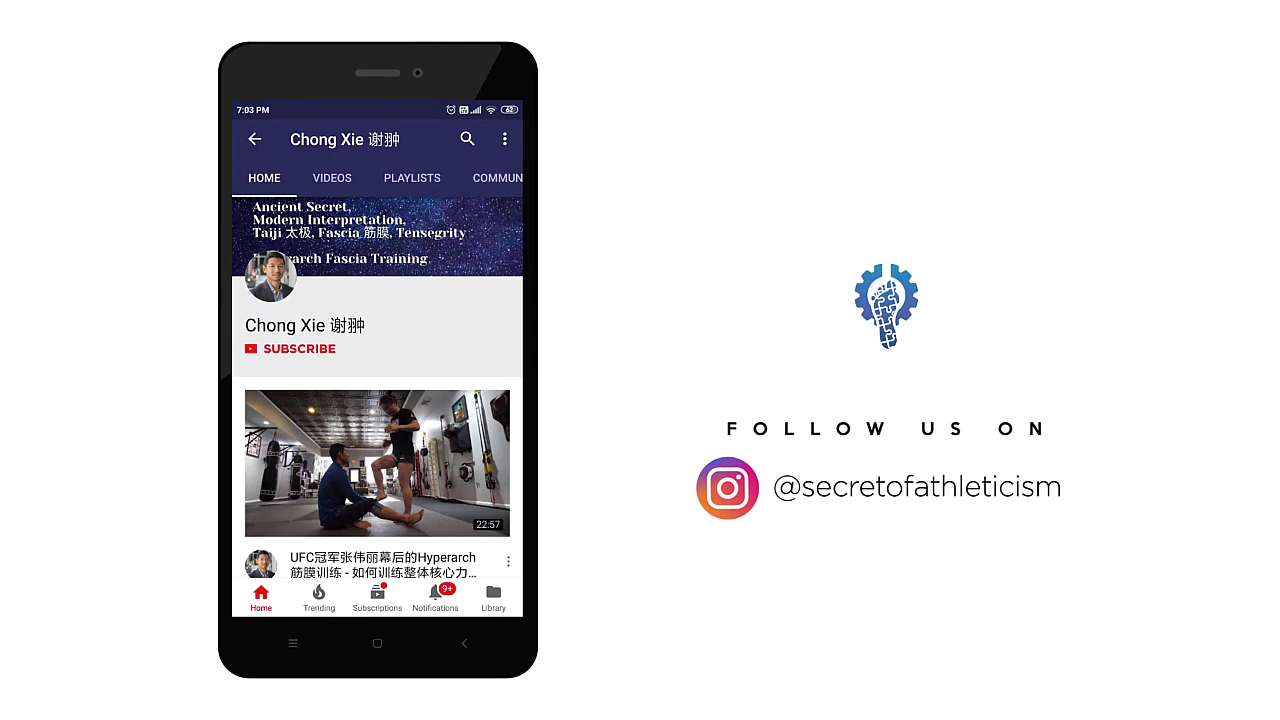 7:03 PM
62
Chong Xie 谢翀
HOME VIDEOS PLAYLISTS COMMUN
Ancient Secret,
Modern Interpretation,
Taiji 太极, Fascia 筋膜, Tensegrity
arch Fascia Training
Chong Xie 谢翀
SUBSCRIBE
22:57
UFC冠军张伟丽幕后的Hyperarch
筋膜训练 - 如何训练整体核心力...
9+
Home Trending Subscriptions Notifications Library
FOLLOW US ON
@secretofathleticism